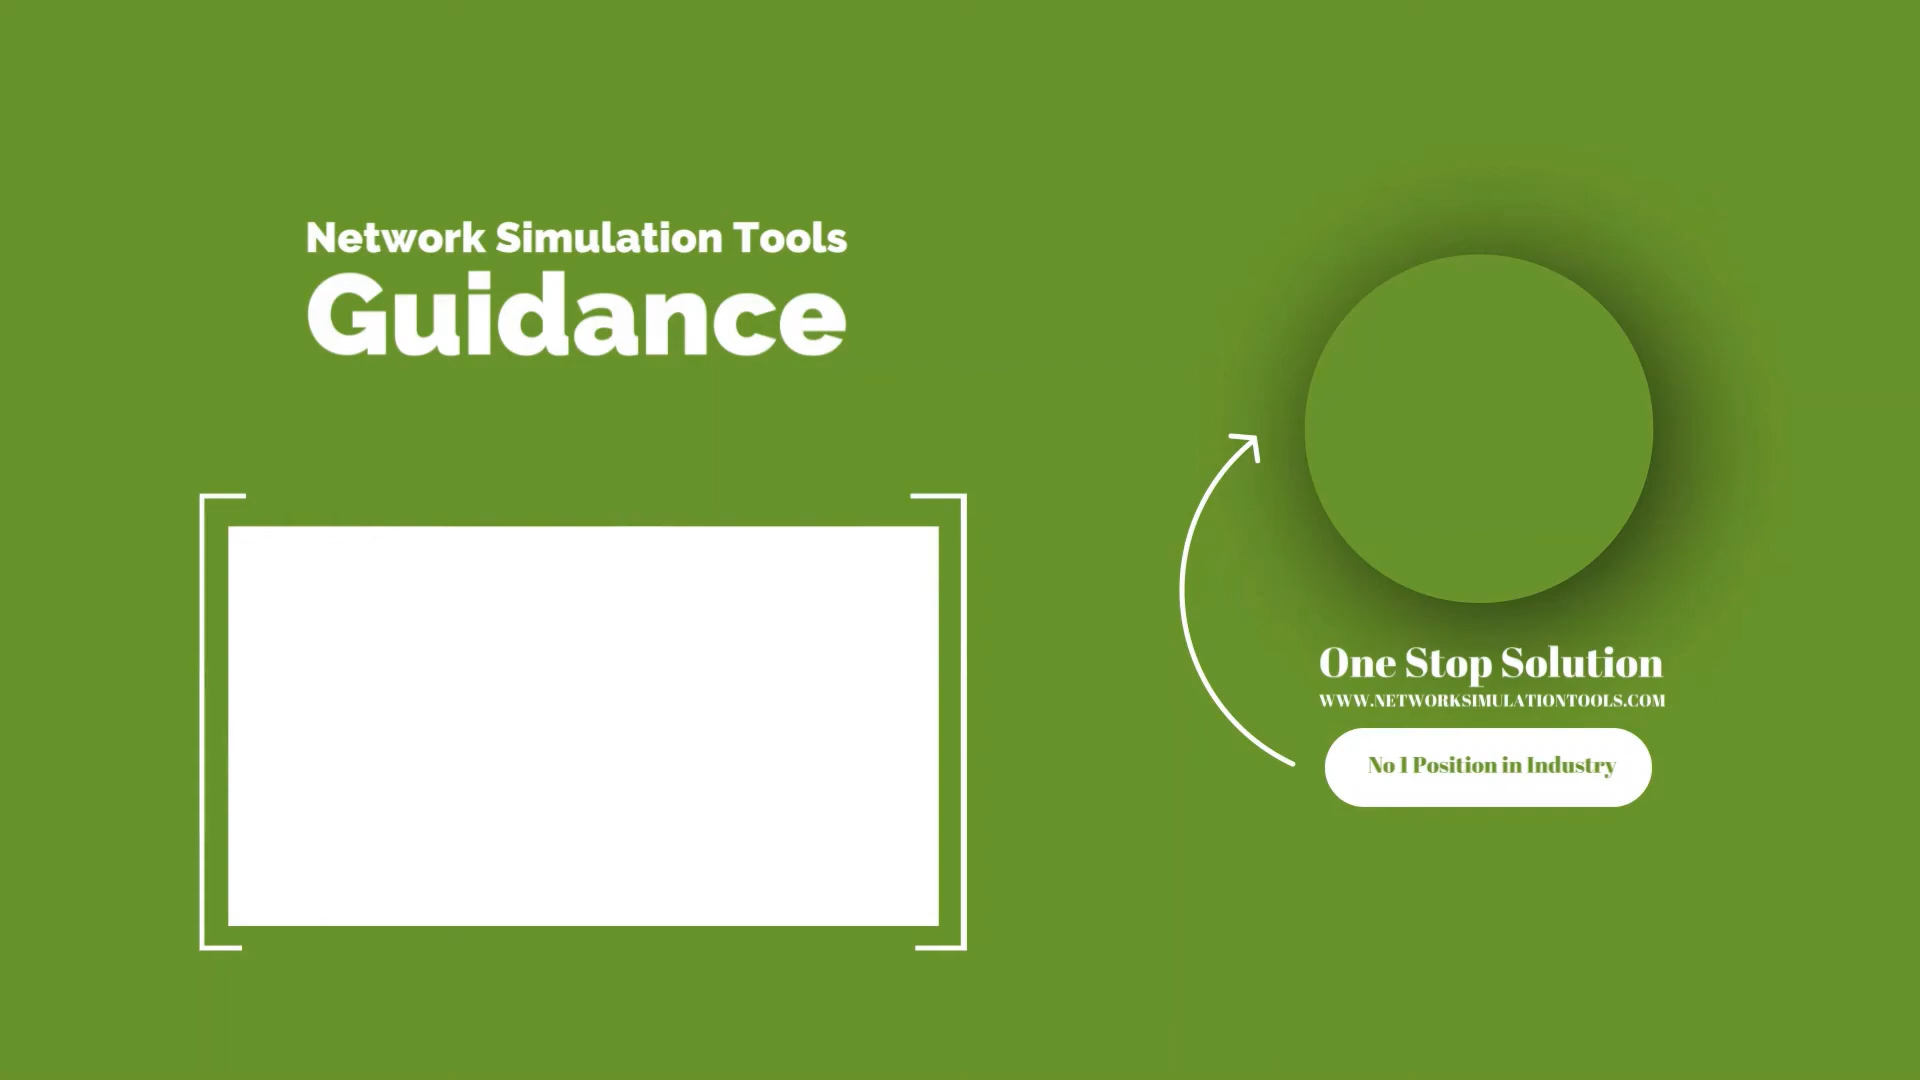 Network Simulation Tools
Guidance
One Stop Solution
WWW.NETWORKSIMULATIONTOOLS.COM
No 1 Position in Industry